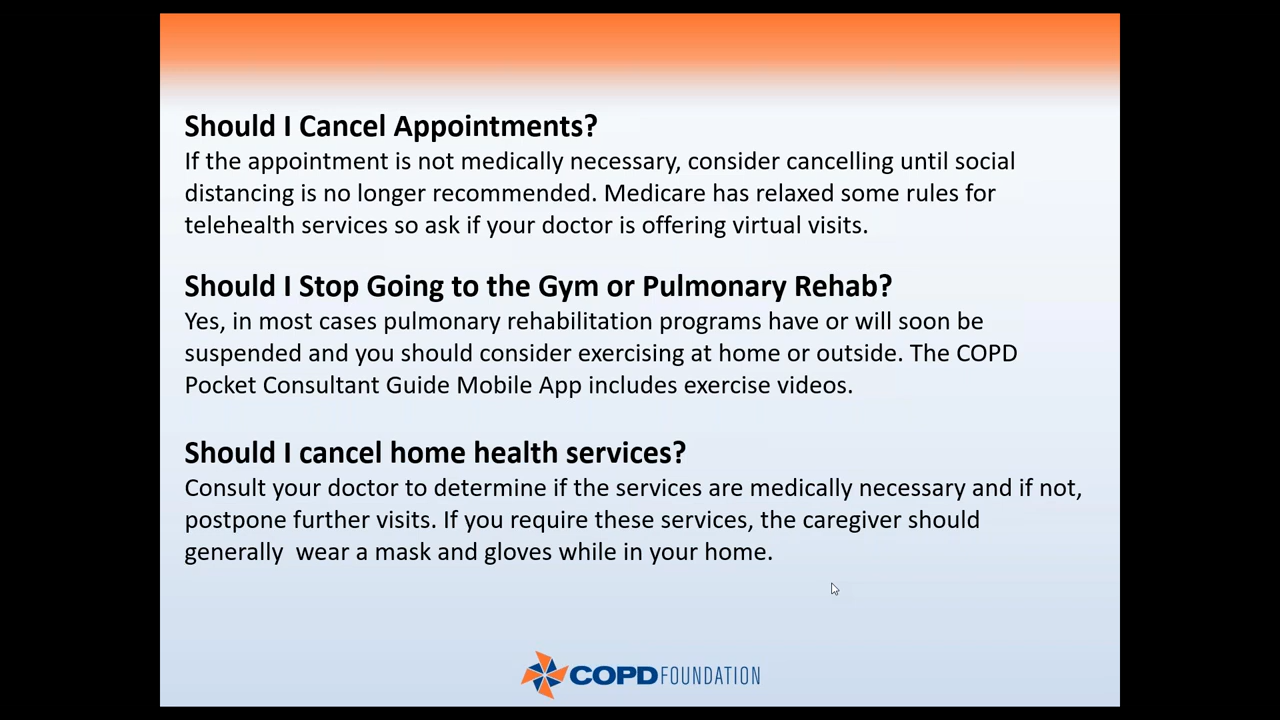 Should I Cancel Appointments?
If the appointment is not medically necessary, consider cancelling until social
distancing is no longer recommended. Medicare has relaxed some rules for
telehealth services so ask if your doctor is offering virtual visits.
Should I Stop Going to the Gym or Pulmonary Rehab?
Yes, in most cases pulmonary rehabilitation programs have or will soon be
suspended and you should consider exercising at home or outside. The COPD
Pocket Consultant Guide Mobile App includes exercise videos.
Should I cancel home health services?
Consult your doctor to determine if the services are medically necessary and if not,
postpone further visits. If you require these services, the caregiver should
generally  wear a mask and gloves while in your home.
COPD FOUNDATION